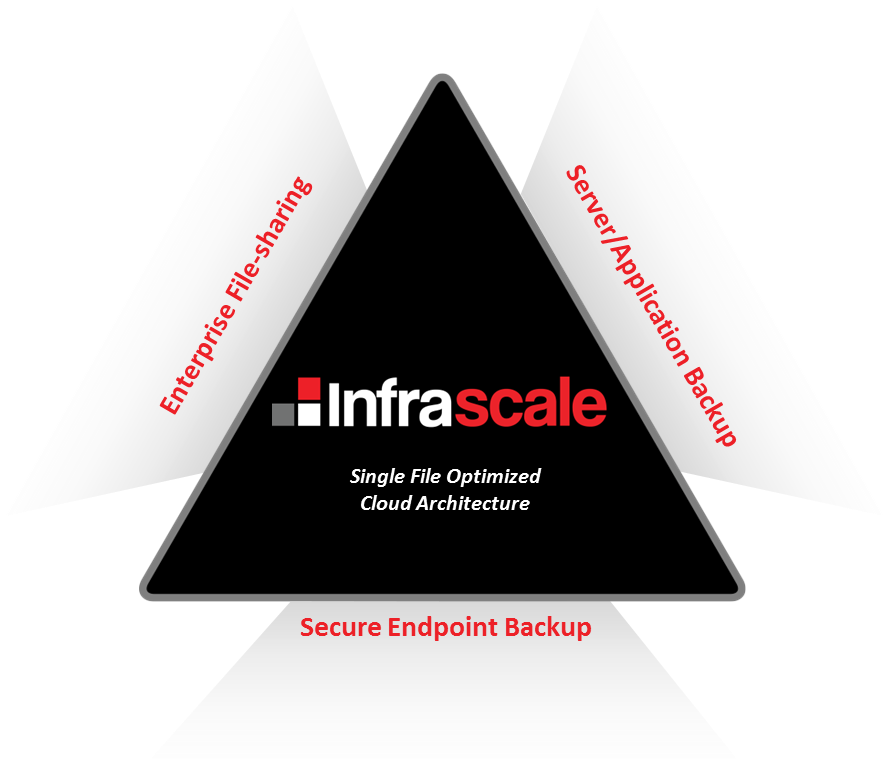 Enterprise File-sharing
Server/Application Backup
Infrascale
Single File Optimized
Cloud Architecture
Secure Endpoint Backup